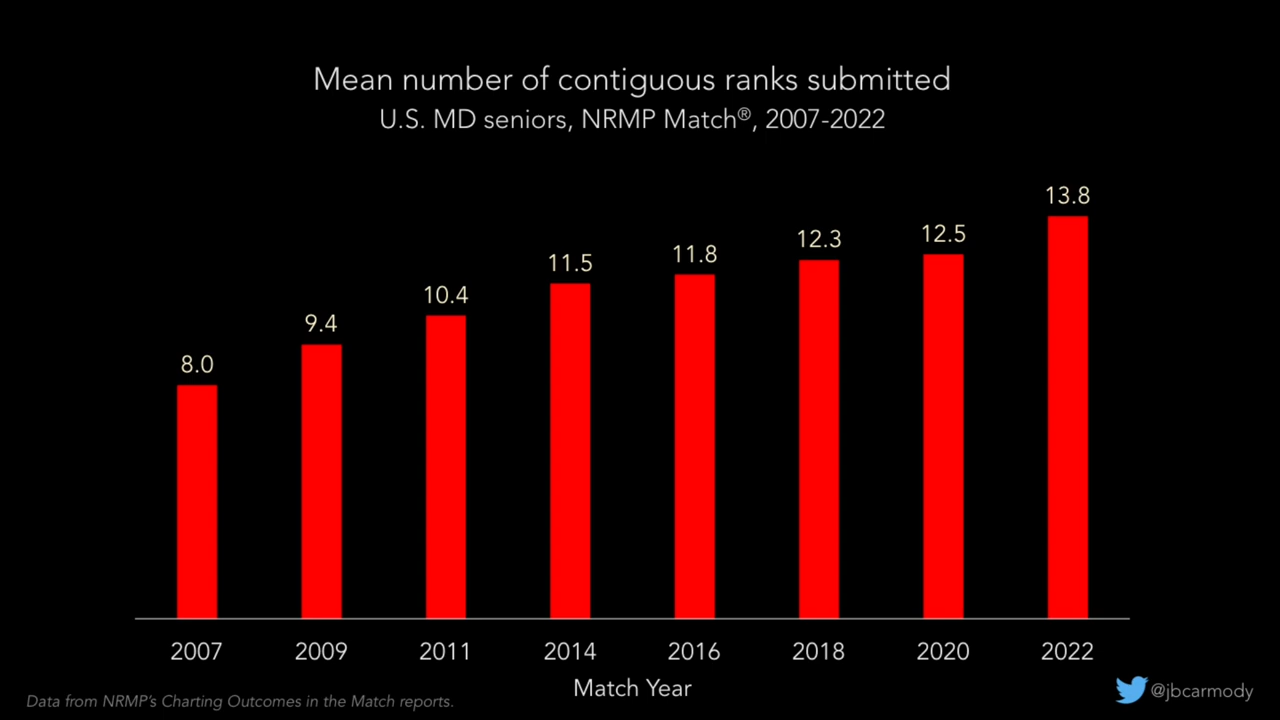 Mean number of contiguous ranks submitted
U.S. MD seniors, NRMP Match®, 2007-2022
8.0
9.4
10.4
11.5
11.8
12.3
12.5
13.8
2007 2009 2011 2014 2016 2018 2020 2022
Match Year
Data from NRMP's Charting Outcomes in the Match reports.
@jbcarmody